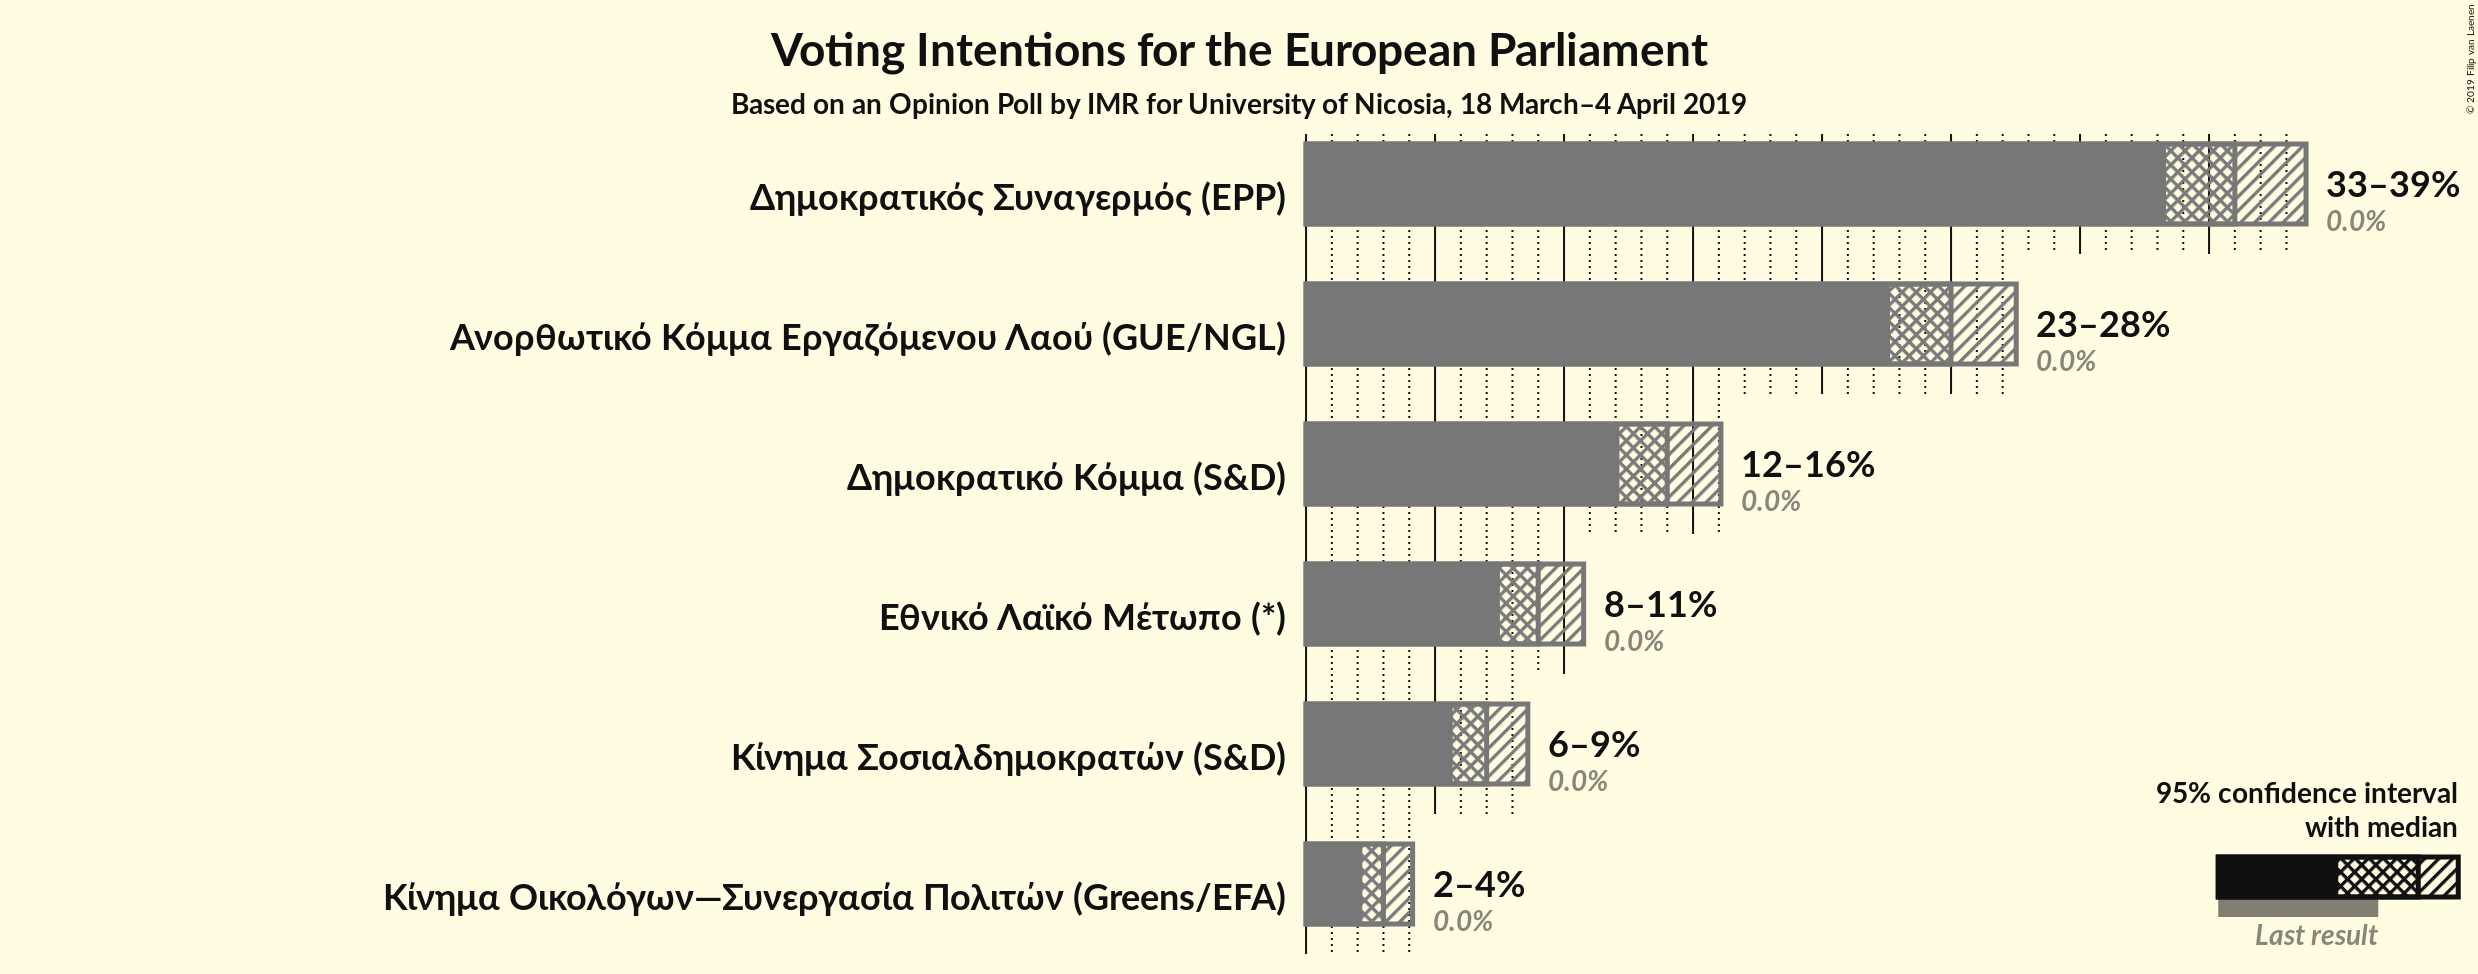 © 2019 Filip van Laenen
Voting Intentions for the European Parliament
Based on an Opinion Poll by IMR for University of Nicosia, 18 March–4 April 2019
Δημοκρατικός Συναγερμός (EPP)
33–39%
0.0%
Ανορθωτικό Κόμμα Εργαζόμενου Λαού (GUE/NGL)
23–28%
0.0%
Δημοκρατικό Κόμμα (S&D)
12–16%
0.0%
Εθνικό Λαϊκό Μέτωπο (*)
8–11%
0.0%
Κίνημα Σοσιαλδημοκρατών (S&D)
6–9%
0.0%
Κίνημα Οικολόγων—Συνεργασία Πολιτών (Greens/EFA)
2–4%
0.0%
95% confidence interval
with median
Last result